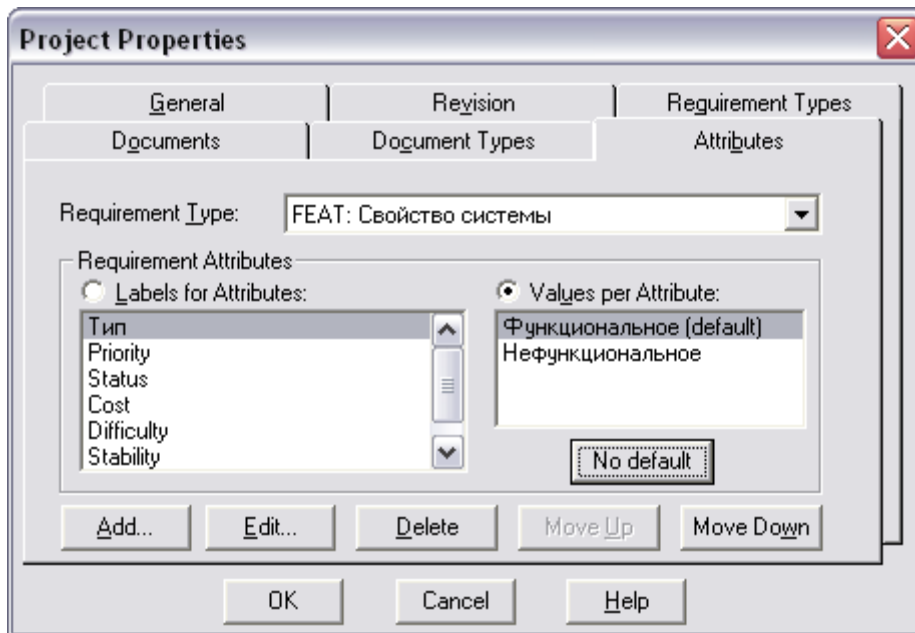 Project Properties
General Revision Reguirement Types
Documents Document Types Attributes
Requirement Type: FEAT: Свойство системы
Requirement Attributes
Labels for Attributes: Values per Attribute:
Тип
Priority
Status
Cost
Difficulty
Stability
Функциональное (default)
Нефункциональное
No default
Add... Edit... Delete Move Up Move Down
OK Cancel Help